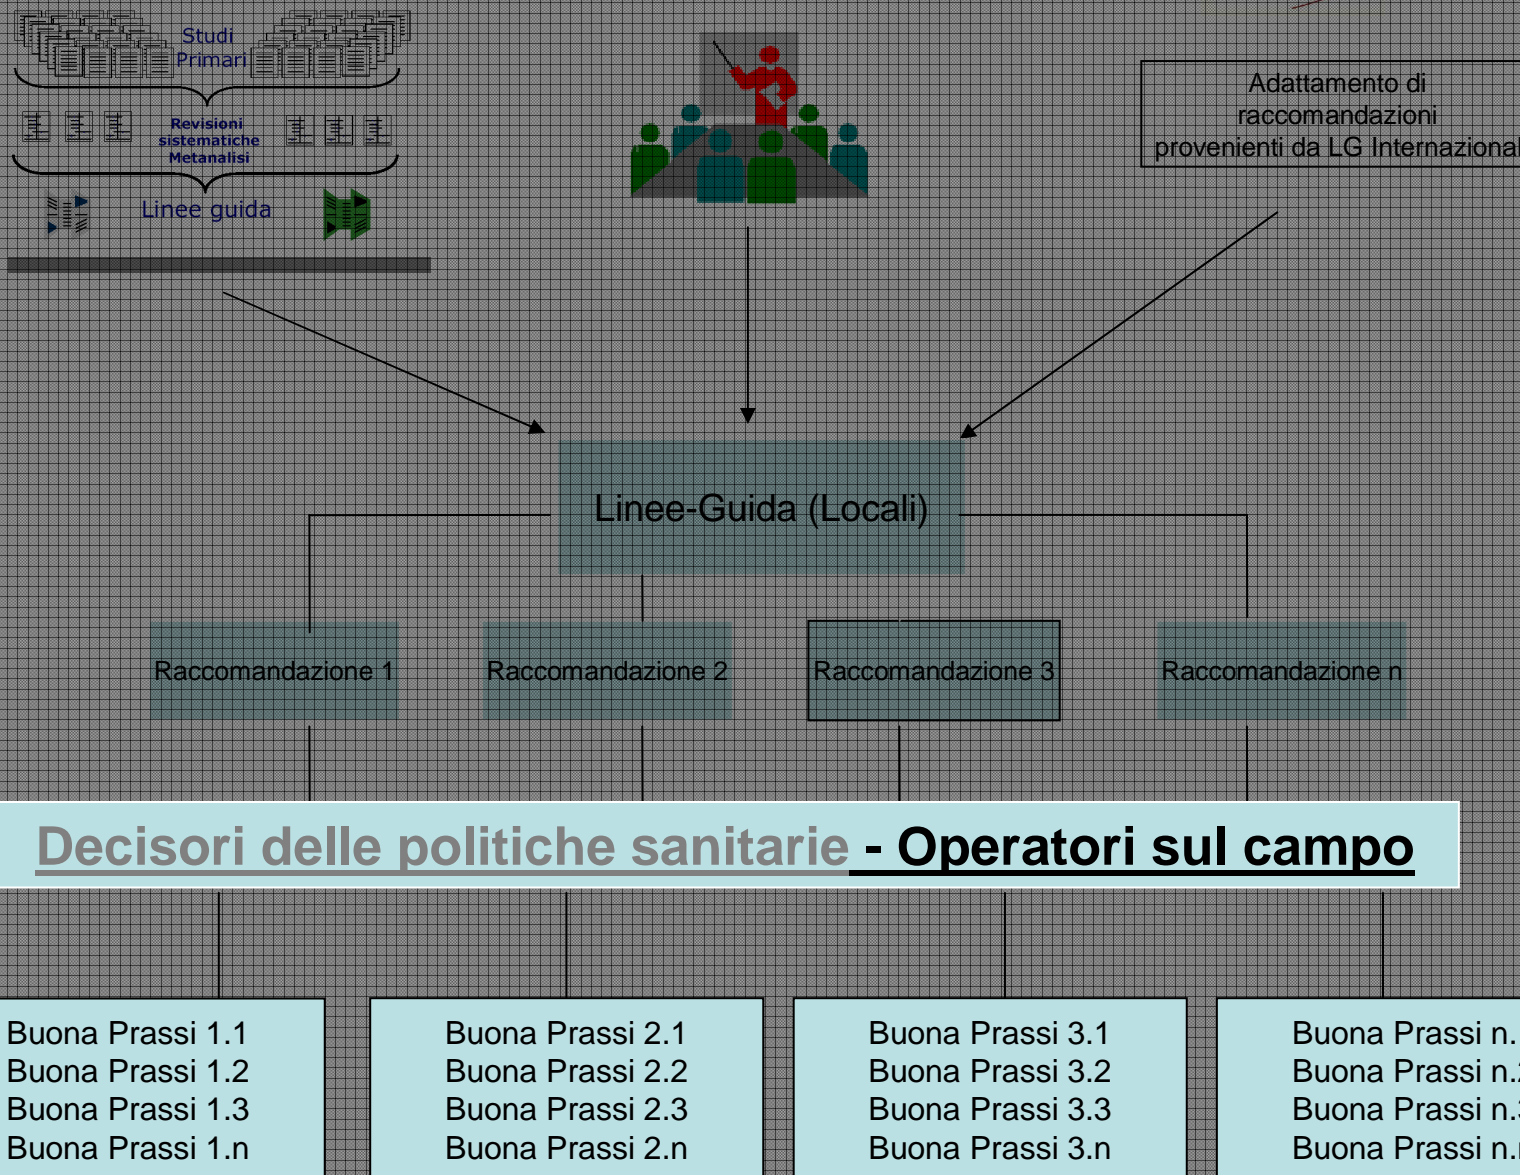 Studi
Primari
Revisioni
sistematiche
Metanalisi
Linee guida
Adattamento di
raccomandazioni
provenienti da LG Internazional
Linee-Guida (Locali)
Raccomandazione 1
Raccomandazione 2
Raccomandazione 3
Raccomandazione n
Decisori delle politiche sanitarie - Operatori sul campo
Buona Prassi 1.1
Buona Prassi 1.2
Buona Prassi 1.3
Buona Prassi 1.n
Buona Prassi 2.1
Buona Prassi 2.2
Buona Prassi 2.3
Buona Prassi 2.n
Buona Prassi 3.1
Buona Prassi 3.2
Buona Prassi 3.3
Buona Prassi 3.n
Buona Prassi n.
Buona Prassi n.2
Buona Prassi n.3
Buona Prassi n.n